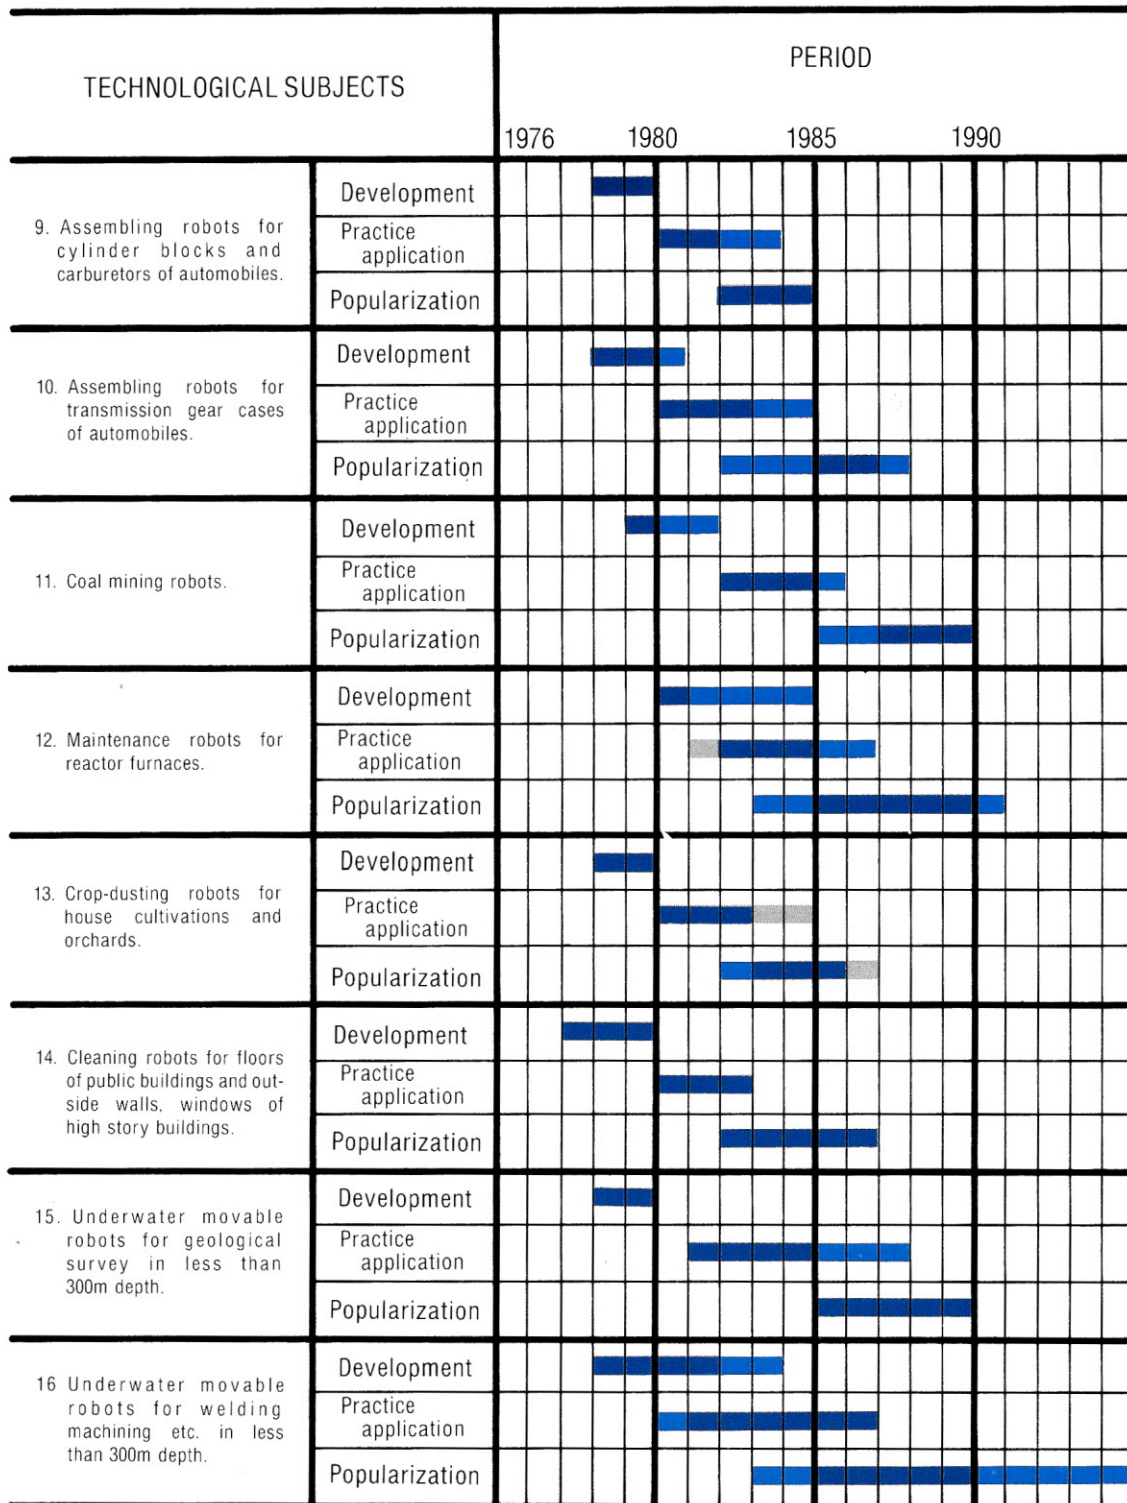 TECHNOLOGICAL SUBJECTS
PERIOD
1976 1980 1985 1990
9. Assembling robots for
cylinder blocks and
carburetors of automobiles.
Development
Practice
application
Popularization
10. Assembling robots for
transmission gear cases
of automobiles.
Development
Practice
application
Popularization
11. Coal mining robots.
Development
Practice
application
Popularization
12. Maintenance robots for
reactor furnaces.
Development
Practice
application
Popularization
13. Crop-dusting robots for
house cultivations and
orchards.
Development
Practice
application
Popularization
14. Cleaning robots for floors
of public buildings and out-
side walls, windows of
high story buildings.
Development
Practice
application
Popularization
15. Underwater movable
robots for geological
survey in less than
300m depth.
Development
Practice
application
Popularization
16 Underwater movable
robots for welding
machining etc. in less
than 300m depth.
Development
Practice
application
Popularization